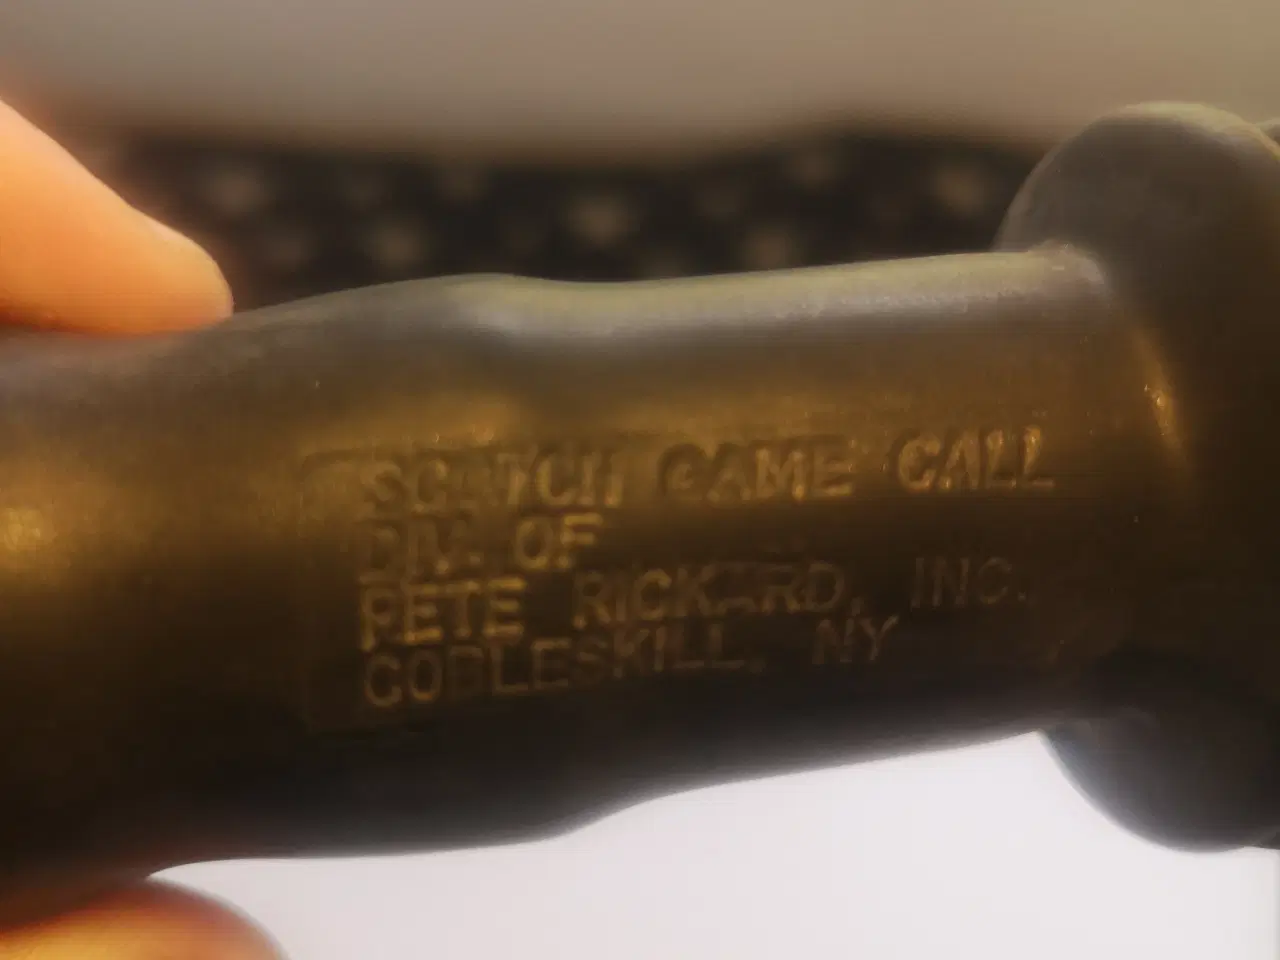 SCOTCH GAME CALL
DIV. OF
PETE RICKARD, INC.
COBLESKILL, NY